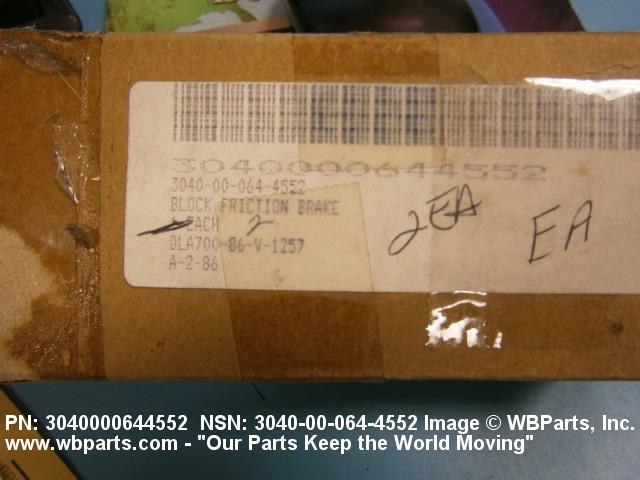 3040000644552
3040-00-064-4552
BLOCK FRICTION BRAKE
EACH 2
DLA700-86-V-1257
A-2-86
2EA
EA
PN: 3040000644552 NSN: 3040-00-064-4552 Image © WBParts, Inc.
www.wbparts.com - "Our Parts Keep the World Moving"